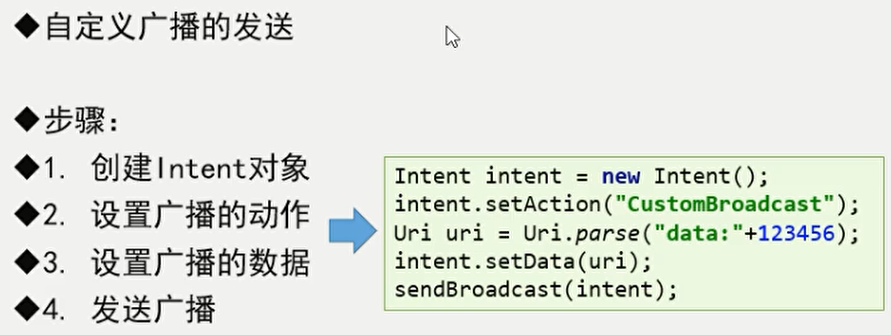 ◆自定义广播的发送
◆步骤：
◆1. 创建Intent对象
◆2. 设置广播的动作
◆3. 设置广播的数据
◆4. 发送广播
Intent intent = new Intent();
intent.setAction("CustomBroadcast");
Uri uri = Uri.parse("data:"+123456);
intent.setData(uri);
sendBroadcast(intent);